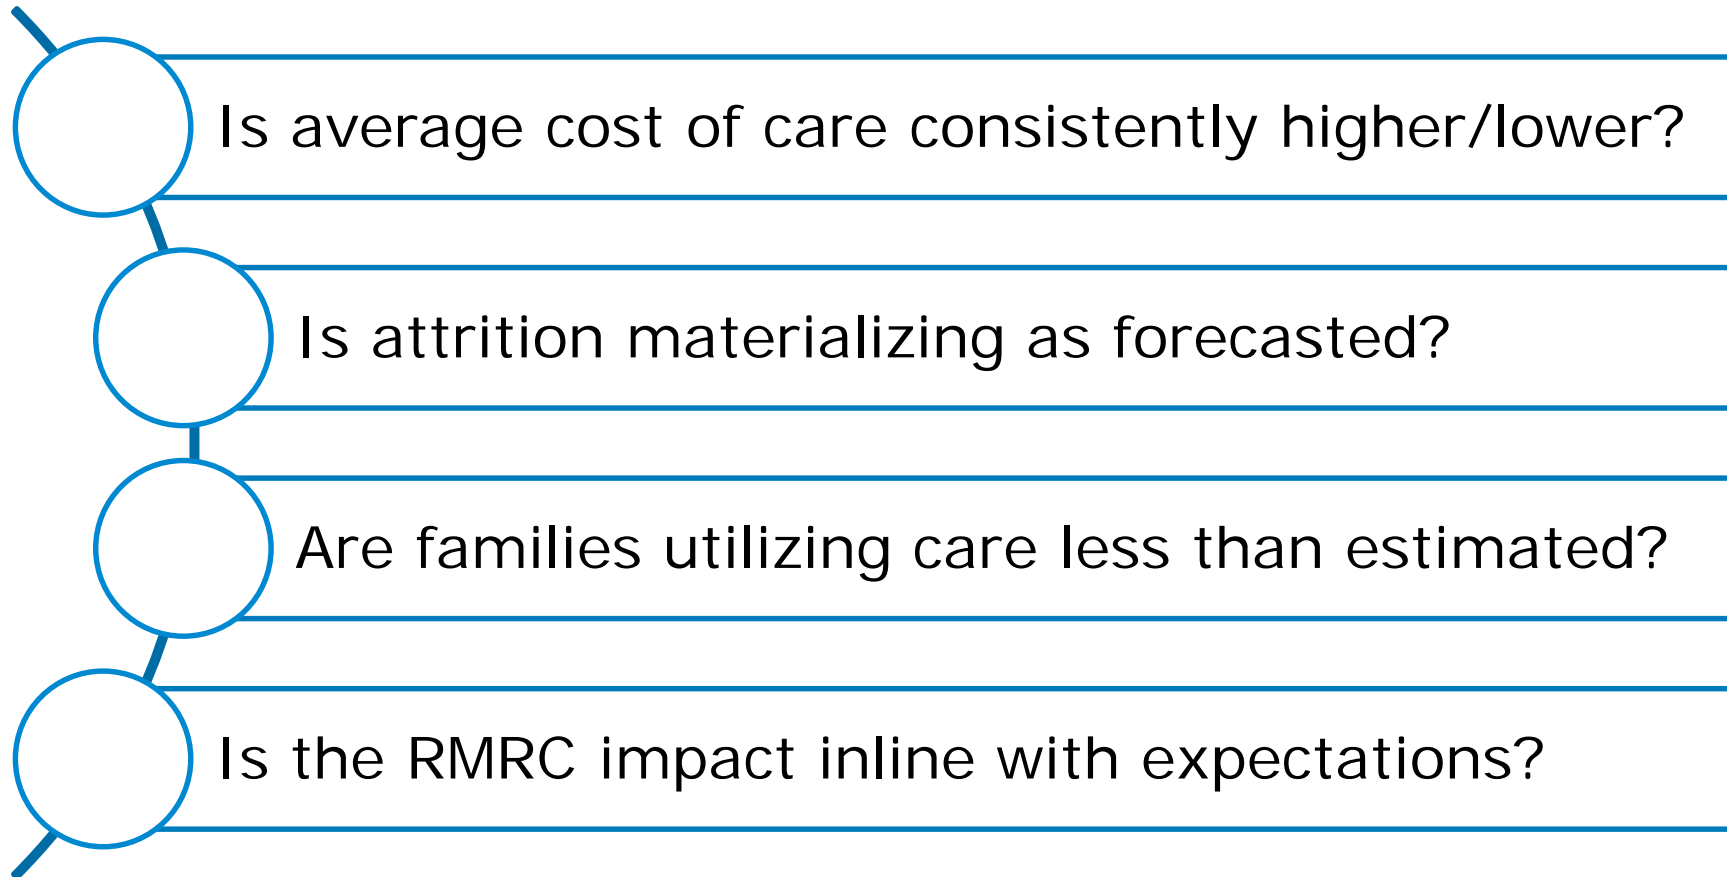 Is average cost of care consistently higher/lower?
Is attrition materializing as forecasted?
Are families utilizing care less than estimated?
Is the RMRC impact inline with expectations?